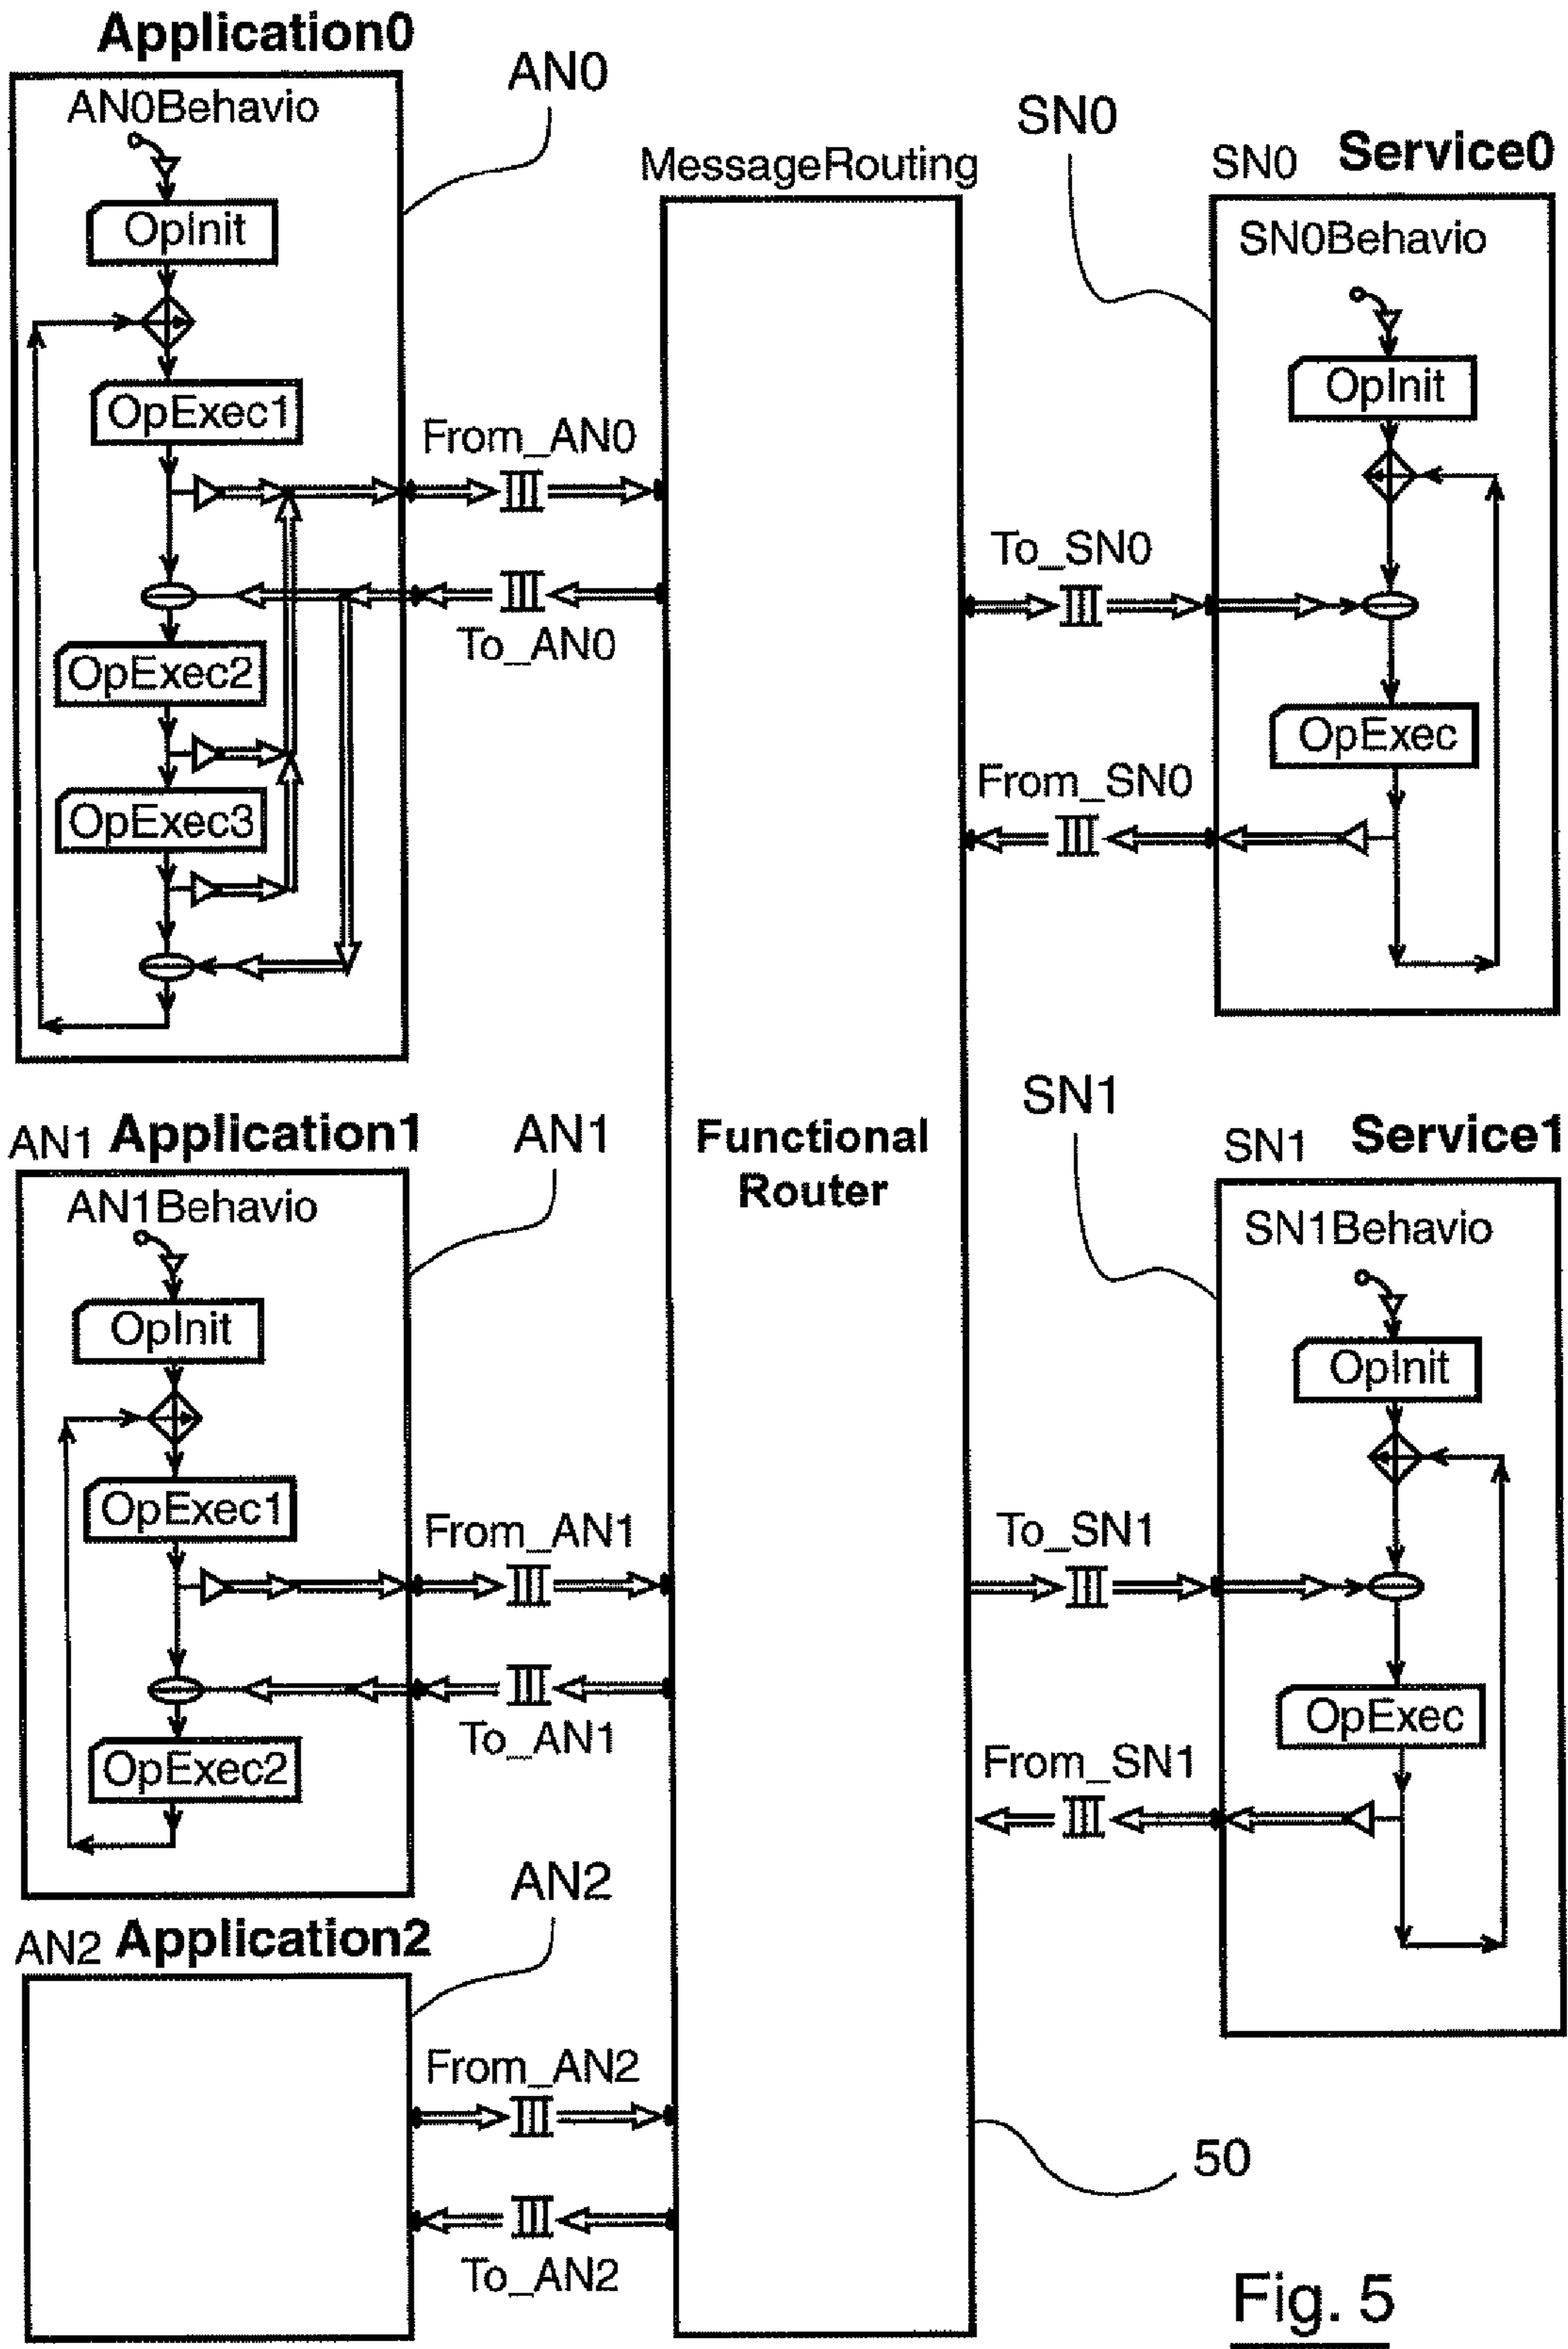 Application0
AN0
AN0Behavio
OpInit
OpExec1
OpExec2
OpExec3
From_AN0
To_AN0
MessageRouting
Functional
Router
SN0
SN0 Service0
SN0Behavio
OpInit
OpExec
To_SN0
From_SN0
AN1 Application1
AN1
AN1Behavio
OpInit
OpExec1
OpExec2
From_AN1
To_AN1
SN1
SN1 Service1
SN1Behavio
OpInit
OpExec
To_SN1
From_SN1
AN2 Application2
AN2
From_AN2
To_AN2
50
Fig. 5